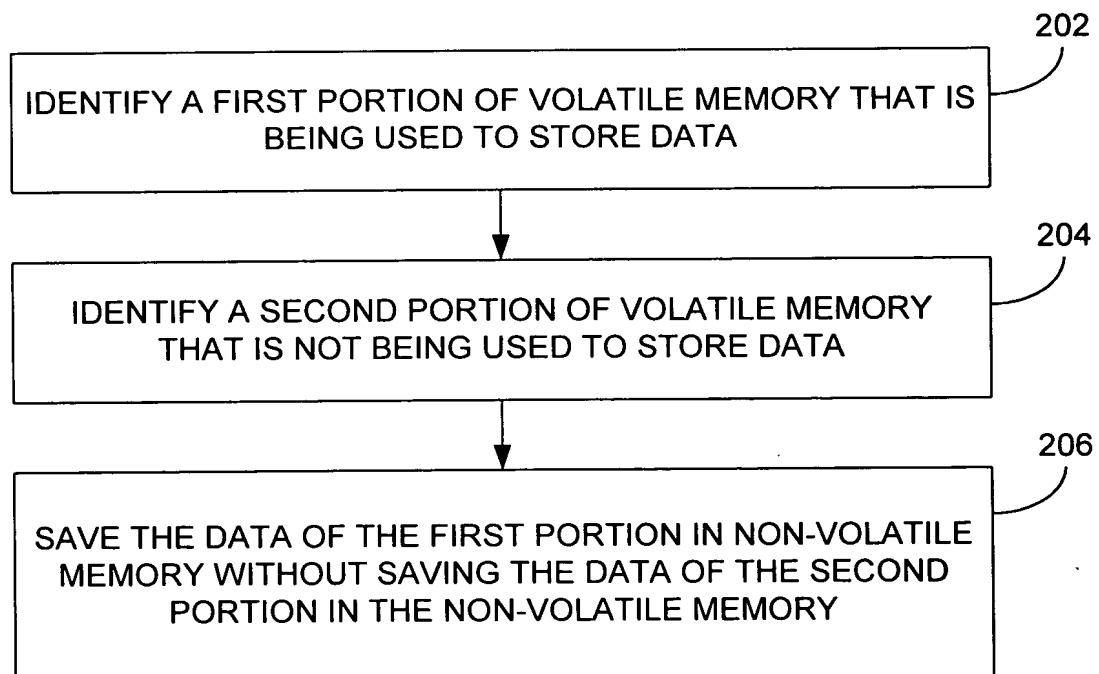 202
IDENTIFY A FIRST PORTION OF VOLATILE MEMORY THAT IS
BEING USED TO STORE DATA
204
IDENTIFY A SECOND PORTION OF VOLATILE MEMORY
THAT IS NOT BEING USED TO STORE DATA
206
SAVE THE DATA OF THE FIRST PORTION IN NON-VOLATILE
MEMORY WITHOUT SAVING THE DATA OF THE SECOND
PORTION IN THE NON-VOLATILE MEMORY